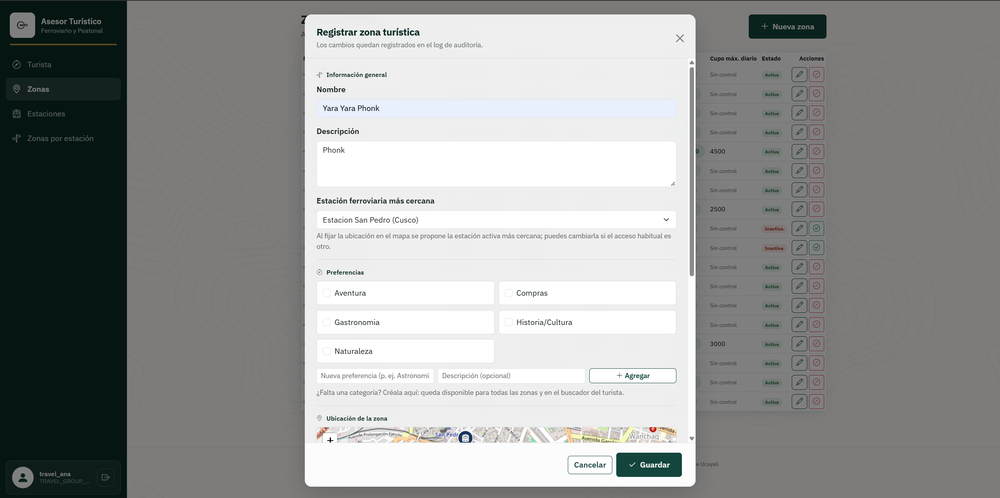 MTC
Asesor Turístico
Ferroviario y Peatonal
Turista
Zonas
Estaciones
Zonas por estación
travel_ana
TRAVEL_GROUP_...
Nueva zona
Registrar zona turística
Los cambios quedan registrados en el log de auditoría.
Información general
Nombre
Yara Yara Phonk
Descripción
Phonk
Estación ferroviaria más cercana
Estacion San Pedro (Cusco)
Al fijar la ubicación en el mapa se propone la estación activa más cercana; puedes cambiarla si el acceso habitual es
otro.
Preferencias
Aventura
Compras
Gastronomia
Historia/Cultura
Naturaleza
Nueva preferencia (p. ej. Astronomí
Descripción (opcional)
Agregar
¿Falta una categoría? Créala aquí: queda disponible para todas las zonas y en el buscador del turista.
Ubicación de la zona
+
Avenida Prolongación Ejército
San Pedr
Wanchaq
Cancelar
Guardar
Cupo máx. diario Estado Acciones
Sin control Activa
Sin control Activa
Sin control Activa
Sin control Activa
4500 Activa
Sin control Activa
Sin control Activa
2500 Activa
Sin control Inactiva
Sin control Inactiva
Sin control Activa
Sin control Activa
Sin control Activa
Sin control Activa
3000 Activa
Sin control Activa
Sin control Activa
Sin control Activa
e Ucayali